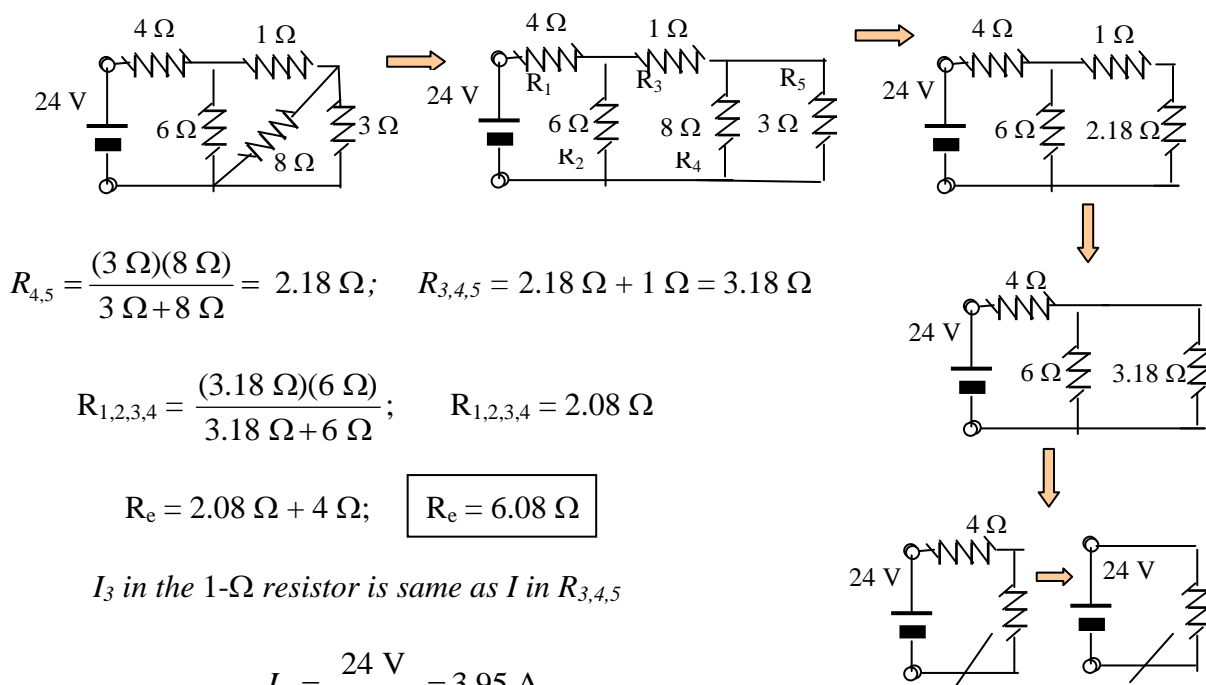 4 Ω 1 Ω
24 V
6 Ω
8 Ω
3 Ω
4 Ω 1 Ω
R1 R3 R5
24 V
6 Ω 8 Ω 3 Ω
R2 R4
4 Ω 1 Ω
24 V
6 Ω 2.18 Ω
R4,5 = (3 Ω)(8 Ω) / 3 Ω + 8 Ω = 2.18 Ω; R3,4,5 = 2.18 Ω + 1 Ω = 3.18 Ω
4 Ω
24 V
6 Ω 3.18 Ω
R1,2,3,4 = (3.18 Ω)(6 Ω) / 3.18 Ω + 6 Ω; R1,2,3,4 = 2.08 Ω
Re = 2.08 Ω + 4 Ω; Re = 6.08 Ω
4 Ω
24 V
24 V
I3 in the 1-Ω resistor is same as I in R3,4,5
24 V
= 3.95 A